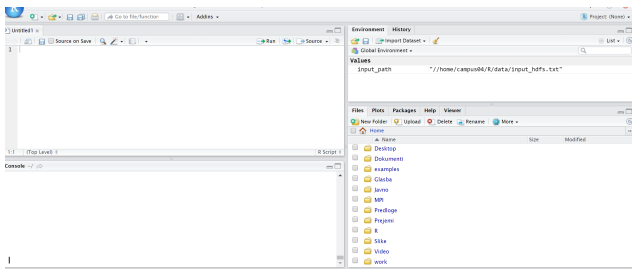 R
Go to file/function
Addins
Project: (None)
Untitled1 ×
Source on Save
Run
Source
1
1:1
(Top Level)
R Script
Console ~/
Environment History
Import Dataset
List
Global Environment
Values
input_path "//home/campus04/R/data/input_hdfs.txt"
Files Plots Packages Help Viewer
New Folder Upload Delete Rename More
Home
Name Size Modified
Desktop
Dokumenti
examples
Glasba
Javno
MPI
Predloge
Prejemi
R
Slike
Video
work